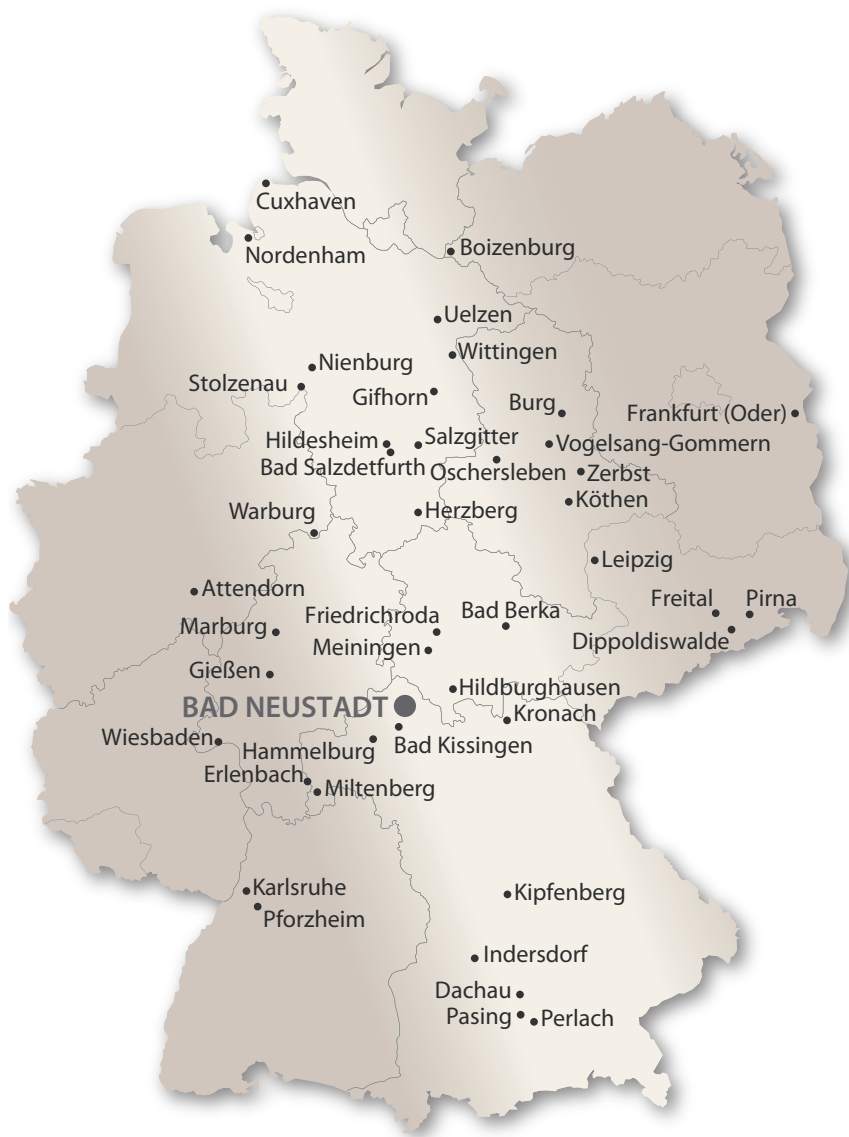 Cuxhaven
Nordenham
Boizenburg
Uelzen
Wittingen
Nienburg
Stolzenau
Gifhorn
Burg
Frankfurt (Oder)
Hildesheim
Salzgitter
Vogelsang-Gommern
Bad Salzdetfurth
Oschersleben
Zerbst
Köthen
Warburg
Herzberg
Leipzig
Attendorn
Freital
Pirna
Friedrichroda
Bad Berka
Marburg
Meiningen
Dippoldiswalde
Gießen
Hildburghausen
BAD NEUSTADT
Kronach
Wiesbaden
Hammelburg
Bad Kissingen
Erlenbach
Miltenberg
Karlsruhe
Kipfenberg
Pforzheim
Indersdorf
Dachau
Pasing
Perlach